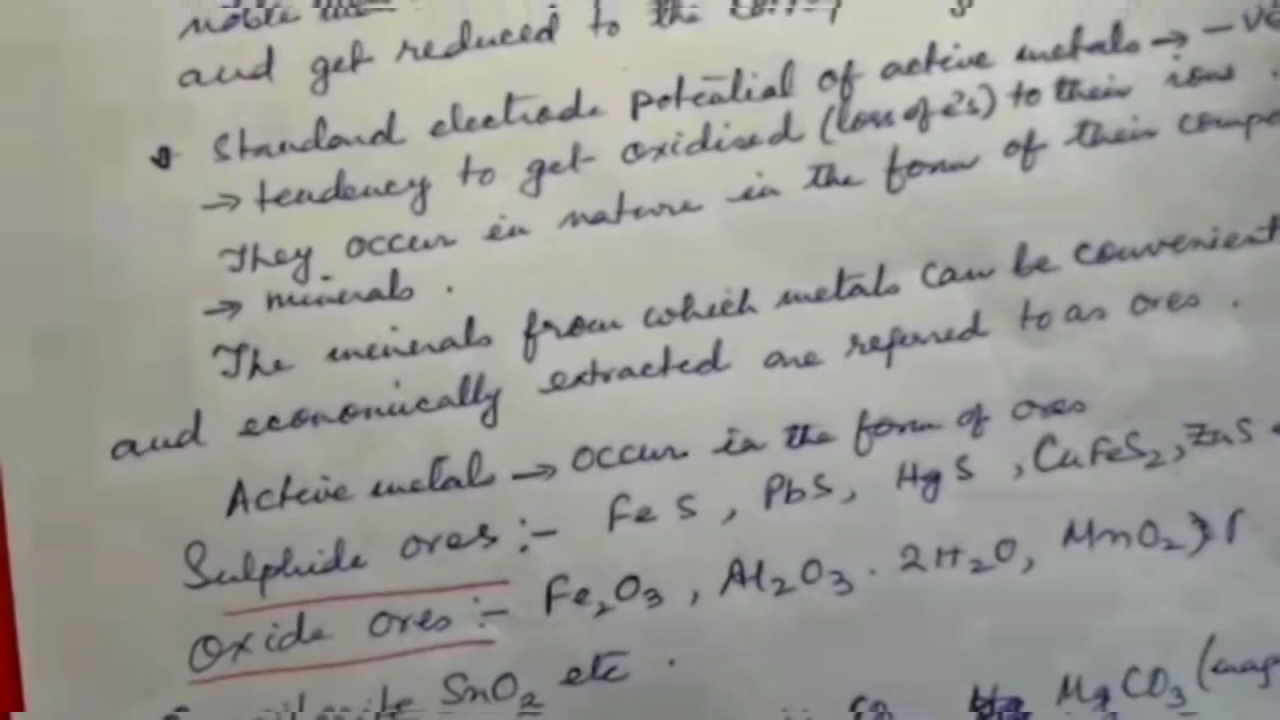 noble
and get reduced to the
Standard electrode potential of active metals → -ve
→ tendency to get oxidised (loss of e's) to their ions.
They occur in nature in the form of their compo
→ minerals.
The minerals from which metals can be convenient
and economically extracted are referred to as ores.
Active metals → occur in the form of ores
Sulphide ores :- FeS, PbS, HgS, CuFeS₂, ZnS
Oxide ores :- Fe₂O₃, Al₂O₃. 2H₂O, MnO₂,
SnO₂ etc.
MgCO₃ (mag